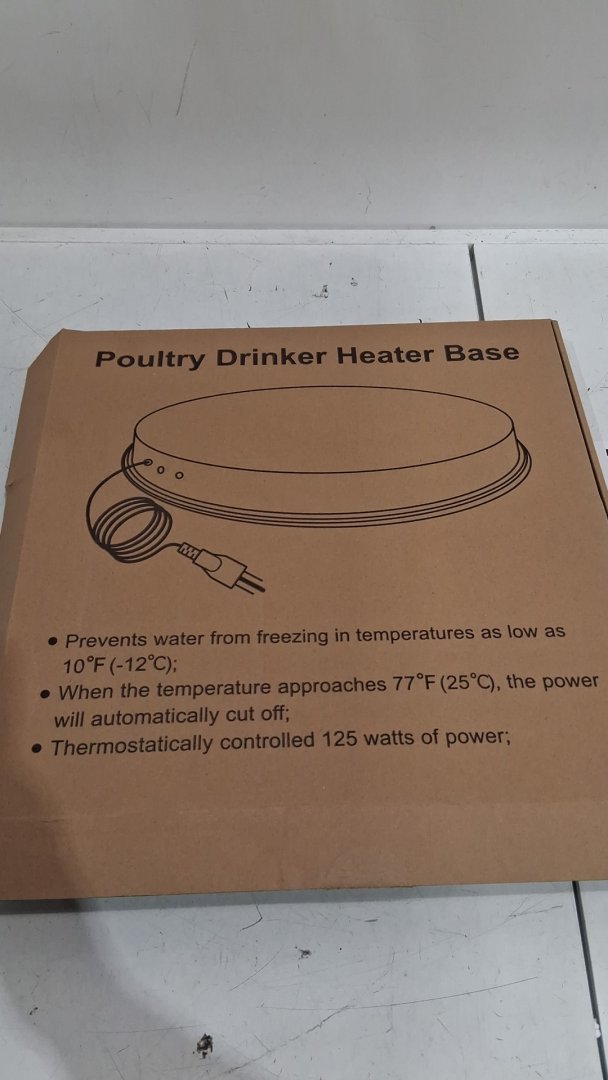 Poultry Drinker Heater Base
● Prevents water from freezing in temperatures as low as
10°F (-12℃);
● When the temperature approaches 77°F (25℃), the power
will automatically cut off;
● Thermostatically controlled 125 watts of power;